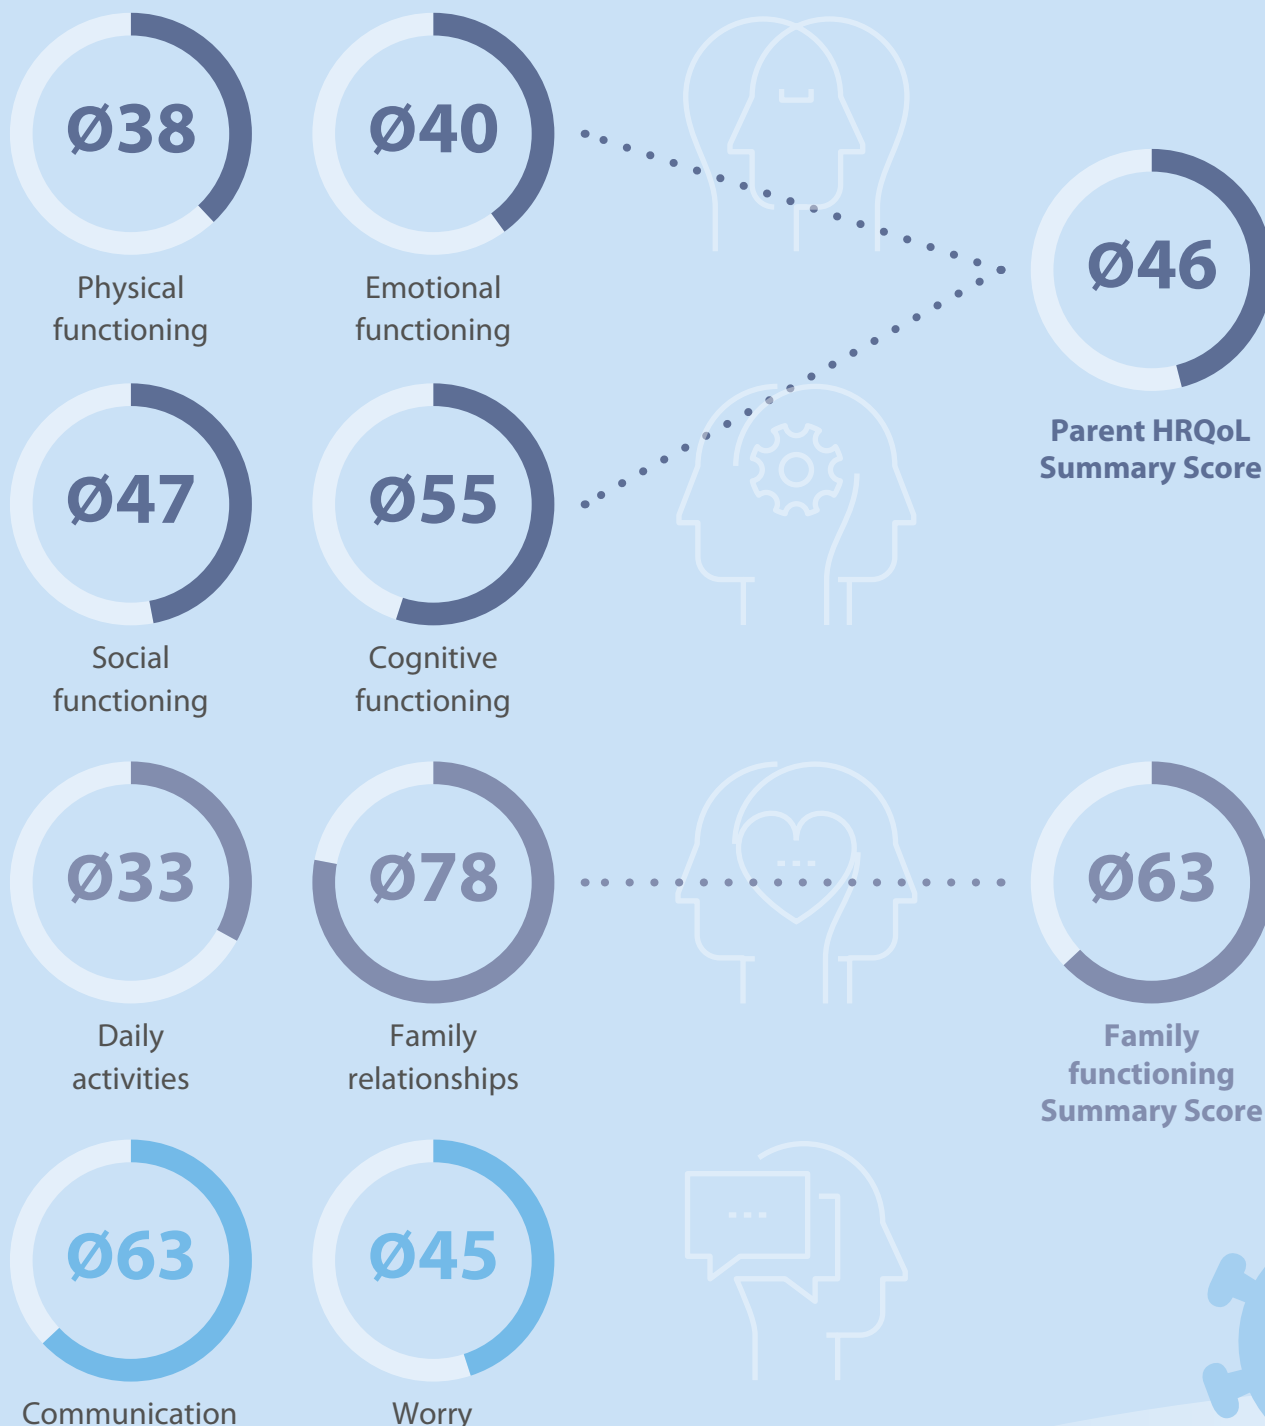 Ø38
Physical
functioning
Ø40
Emotional
functioning
Ø46
Parent HRQoL
Summary Score
Ø47
Social
functioning
Ø55
Cognitive
functioning
Ø33
Daily
activities
Ø78
Family
relationships
Ø63
Family
functioning
Summary Score
Ø63
Communication
Ø45
Worry